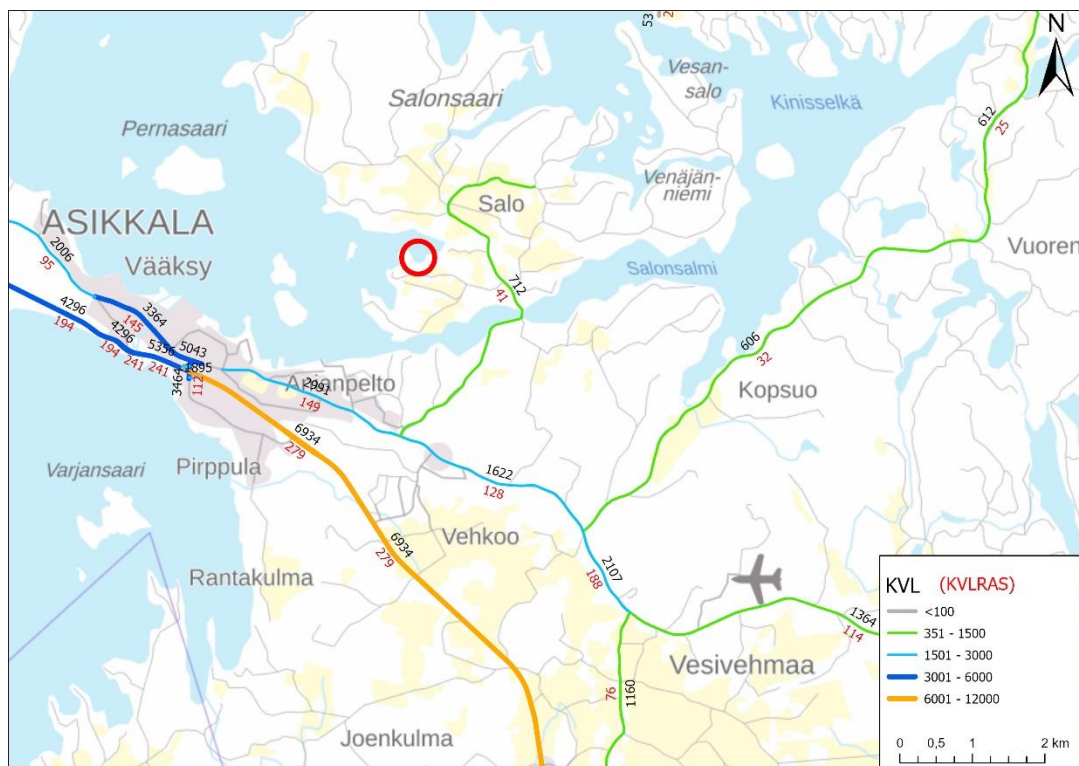 53
2
N
Vesan-
salo
Kinisselkä
Salonsaari
612
25
Pernasaari
Venäjän-
niemi
Salo
ASIKKALA
Vääksy
Vuoren
2006
95
712
41
Salonsalmi
4296
194
3364
145
4296
194
5356
241
241
5043
1895
3464
112
2991
149
Anianpelto
606
32
Kopsuo
6934
279
Pirppula
Varjansaari
1622
128
Vehkoo
6934
279
Rantakulma
2107
188
1364
114
Vesivehmaa
76
1160
Joenkulma
KVL (KVLRAS)
<100
351 - 1500
1501 - 3000
3001 - 6000
6001 - 12000
0 0,5 1 2 km